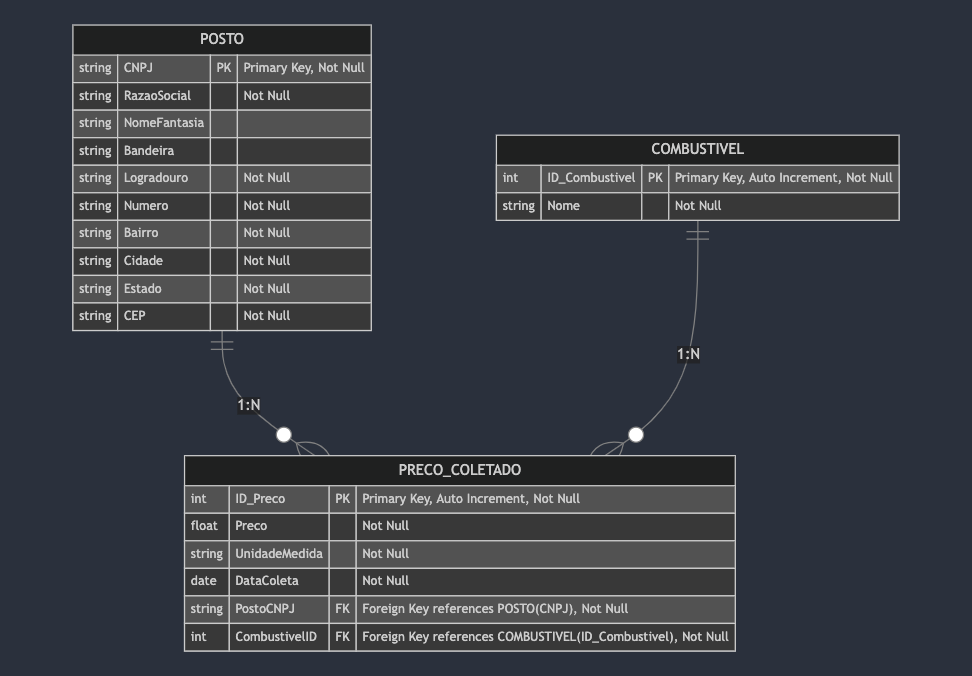 POSTO
string CNPJ PK Primary Key, Not Null
string RazaoSocial Not Null
string NomeFantasia
string Bandeira
string Logradouro Not Null
string Numero Not Null
string Bairro Not Null
string Cidade Not Null
string Estado Not Null
string CEP Not Null
COMBUSTIVEL
int ID_Combustivel PK Primary Key, Auto Increment, Not Null
string Nome Not Null
1:N
1:N
PRECO_COLETADO
int ID_Preco PK Primary Key, Auto Increment, Not Null
float Preco Not Null
string UnidadeMedida Not Null
date DataColeta Not Null
string PostoCNPJ FK Foreign Key references POSTO(CNPJ), Not Null
int CombustivelID FK Foreign Key references COMBUSTIVEL(ID_Combustivel), Not Null